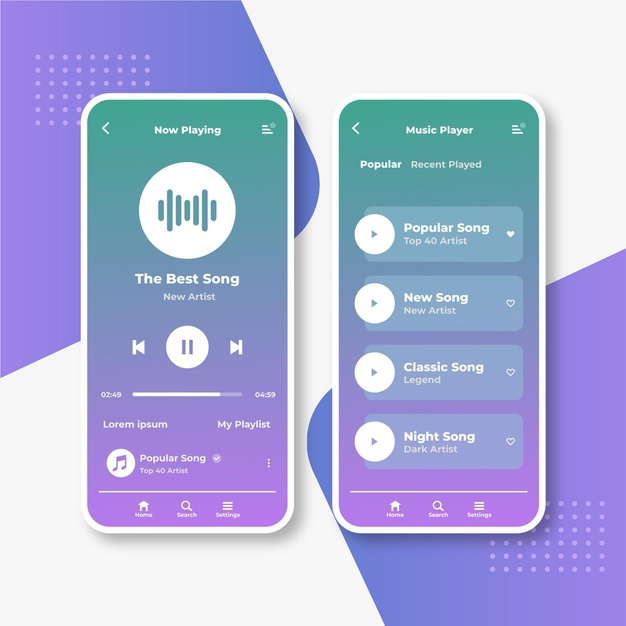 Now Playing
The Best Song
New Artist
02:49 04:59
Lorem ipsum My Playlist
Popular Song
Top 40 Artist
Home Search Settings
Music Player
Popular Recent Played
Popular Song
Top 40 Artist
New Song
New Artist
Classic Song
Legend
Night Song
Dark Artist
Home Search Settings